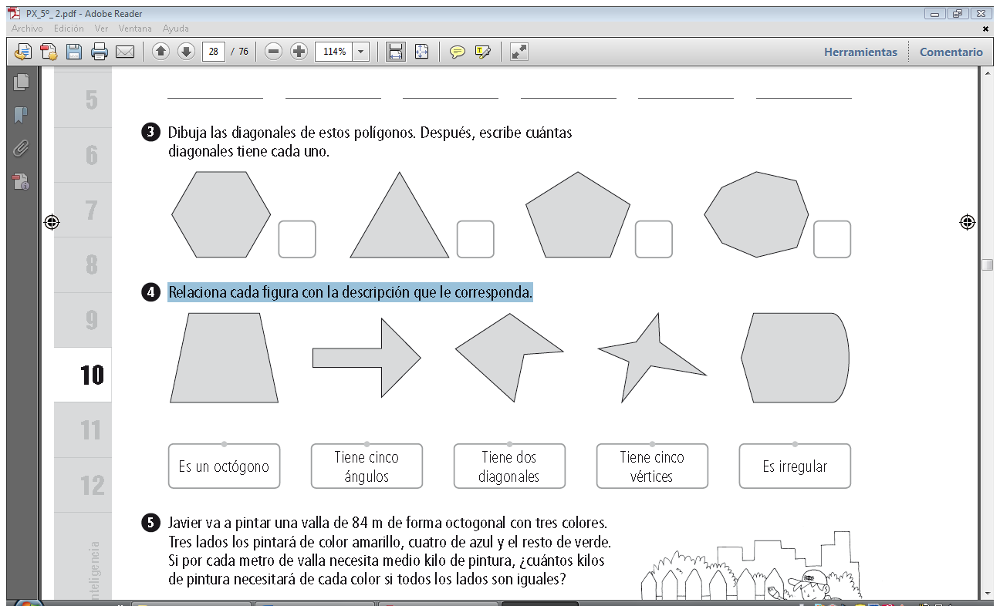 PX_5º_ 2.pdf - Adobe Reader
Archivo Edición Ver Ventana Ayuda
28 / 76 114% Herramientas Comentario
5
6
7
8
9
10
11
12
nteligencia
3 Dibuja las diagonales de estos polígonos. Después, escribe cuántas
diagonales tiene cada uno.
4 Relaciona cada figura con la descripción que le corresponda.
Es un octógono
Tiene cinco
ángulos
Tiene dos
diagonales
Tiene cinco
vértices
Es irregular
5 Javier va a pintar una valla de 84 m de forma octogonal con tres colores.
Tres lados los pintará de color amarillo, cuatro de azul y el resto de verde.
Si por cada metro de valla necesita medio kilo de pintura, ¿cuántos kilos
de pintura necesitará de cada color si todos los lados son iguales?